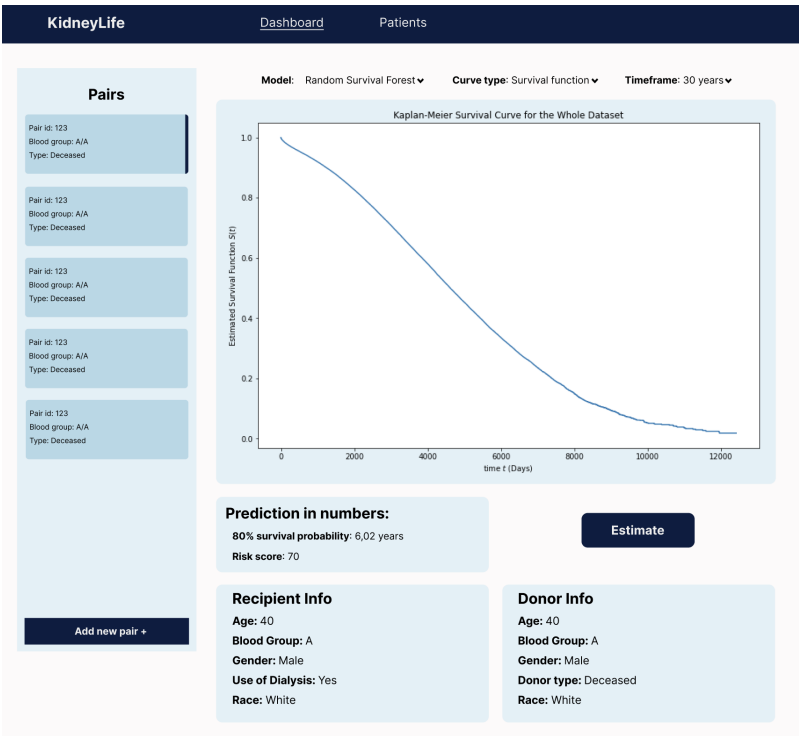 KidneyLife Dashboard Patients
Pairs
Pair id: 123
Blood group: A/A
Type: Deceased
Pair id: 123
Blood group: A/A
Type: Deceased
Pair id: 123
Blood group: A/A
Type: Deceased
Pair id: 123
Blood group: A/A
Type: Deceased
Pair id: 123
Blood group: A/A
Type: Deceased
Add new pair +
Model: Random Survival Forest Curve type: Survival function Timeframe: 30 years
Kaplan-Meier Survival Curve for the Whole Dataset
Estimated Survival Function S(t)
1.0
0.8
0.6
0.4
0.2
0.0
0 2000 4000 6000 8000 10000 12000
time t (Days)
Prediction in numbers:
80% survival probability: 6,02 years
Risk score: 70
Estimate
Recipient Info
Age: 40
Blood Group: A
Gender: Male
Use of Dialysis: Yes
Race: White
Donor Info
Age: 40
Blood Group: A
Gender: Male
Donor type: Deceased
Race: White